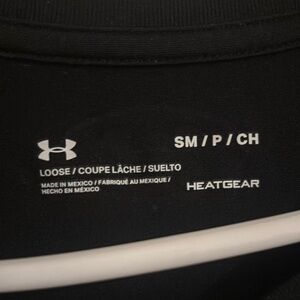 SM / P / CH
LOOSE / COUPE LÂCHE / SUELTO
MADE IN MEXICO / FABRIQUÉ AU MEXIQUE /
HECHO EN MÉXICO
HEATGEAR